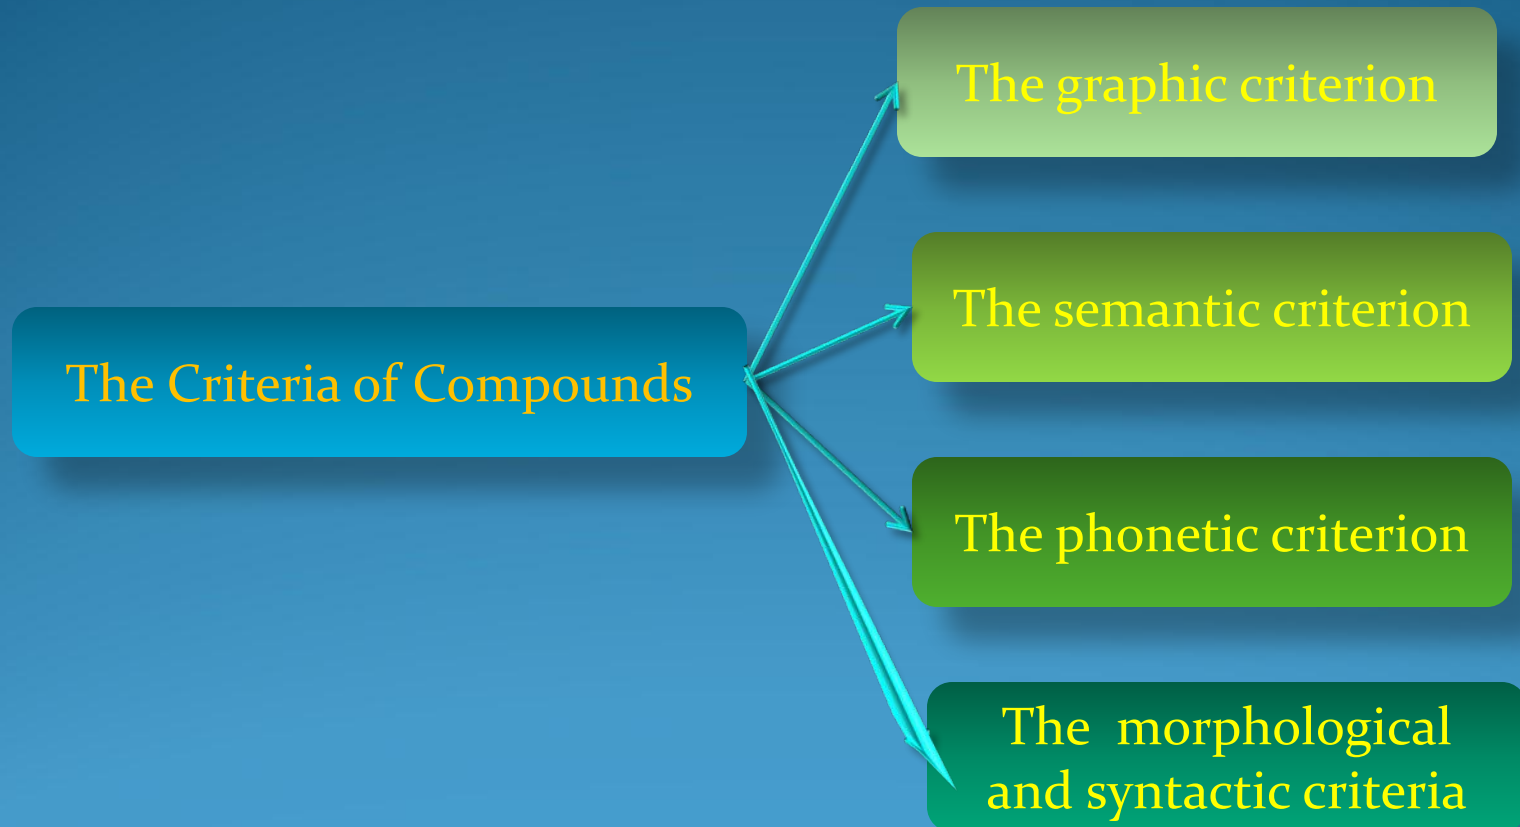 The graphic criterion
The semantic criterion
The Criteria of Compounds
The phonetic criterion
The morphological
and syntactic criteria